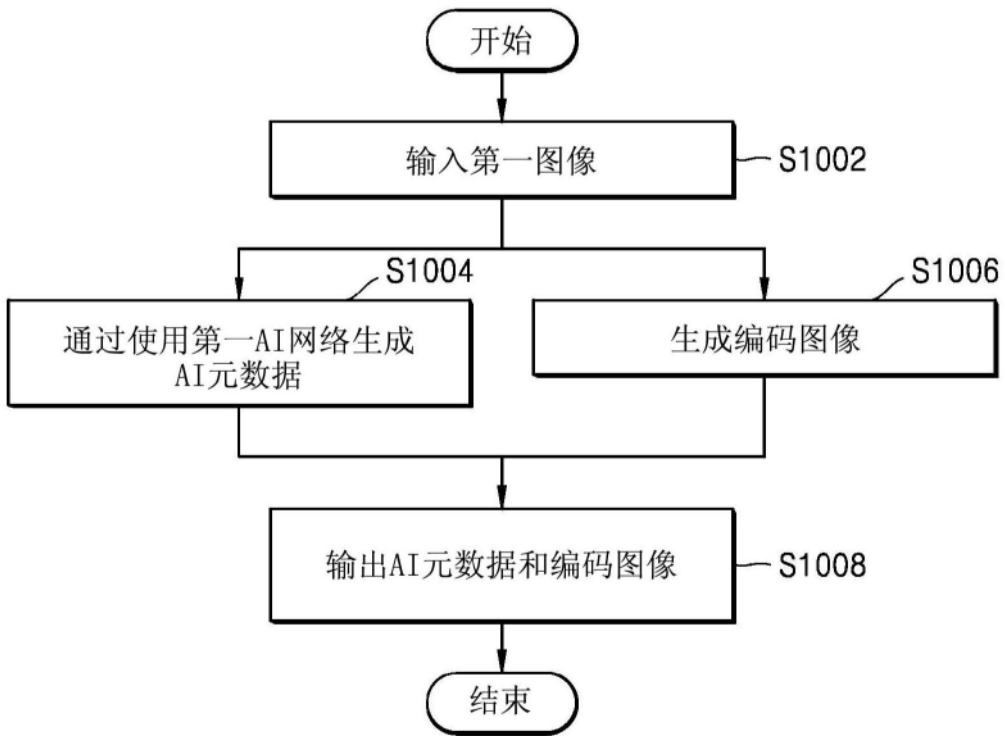 开始
输入第一图像
S1002
S1004
通过使用第一AI网络生成
AI元数据
S1006
生成编码图像
输出AI元数据和编码图像
S1008
结束